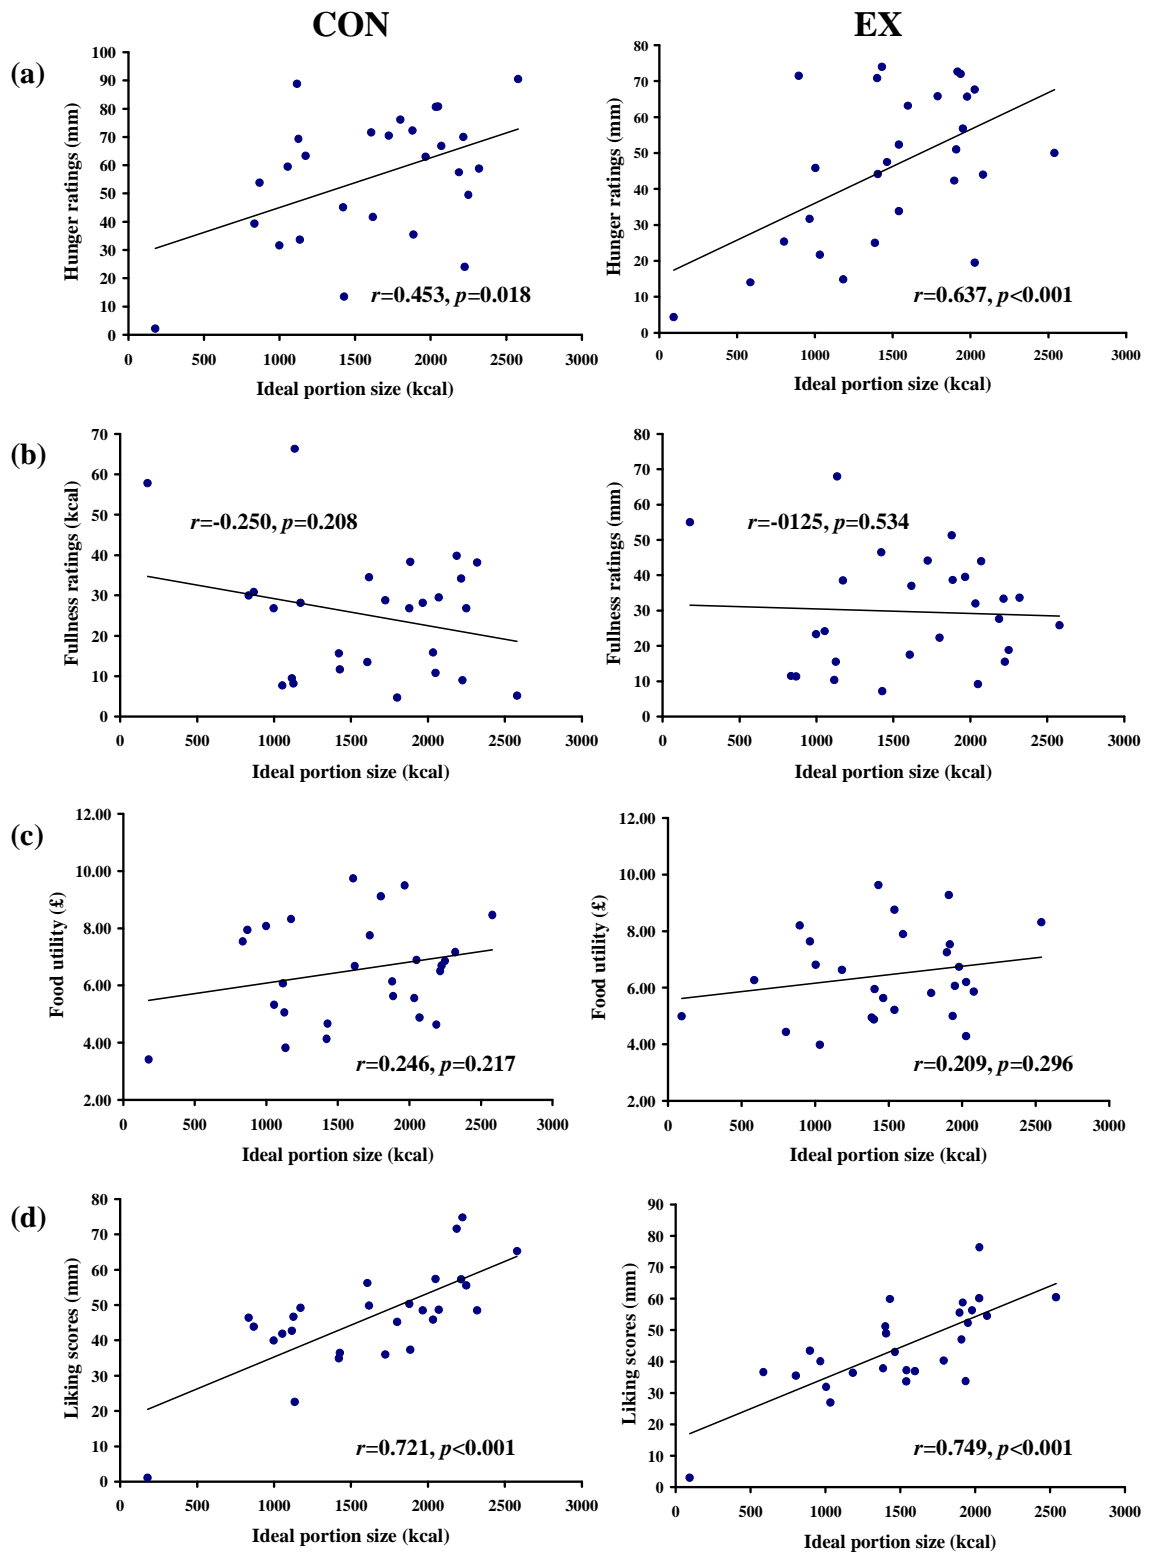 CON
EX
(a)
100
90
80
70
60
50
40
30
20
10
0
Hunger ratings (mm)
r=0.453, p=0.018
0 500 1000 1500 2000 2500 3000
Ideal portion size (kcal)
80
70
60
50
40
30
20
10
0
Hunger ratings (mm)
r=0.637, p<0.001
0 500 1000 1500 2000 2500 3000
Ideal portion size (kcal)
(b)
70
60
50
40
30
20
10
0
Fullness ratings (kcal)
r=-0.250, p=0.208
0 500 1000 1500 2000 2500 3000
Ideal portion size (kcal)
80
70
60
50
40
30
20
10
0
Fullness ratings (mm)
r=-0125, p=0.534
0 500 1000 1500 2000 2500 3000
Ideal portion size (kcal)
(c)
12.00
10.00
8.00
6.00
4.00
2.00
Food utility (£)
r=0.246, p=0.217
0 500 1000 1500 2000 2500 3000
Ideal portion size (kcal)
12.00
10.00
8.00
6.00
4.00
2.00
Food utility (£)
r=0.209, p=0.296
0 500 1000 1500 2000 2500 3000
Ideal portion size (kcal)
(d)
80
70
60
50
40
30
20
10
0
Liking scores (mm)
r=0.721, p<0.001
0 500 1000 1500 2000 2500 3000
Ideal portion size (kcal)
90
80
70
60
50
40
30
20
10
0
Liking scores (mm)
r=0.749, p<0.001
0 500 1000 1500 2000 2500 3000
Ideal portion size (kcal)